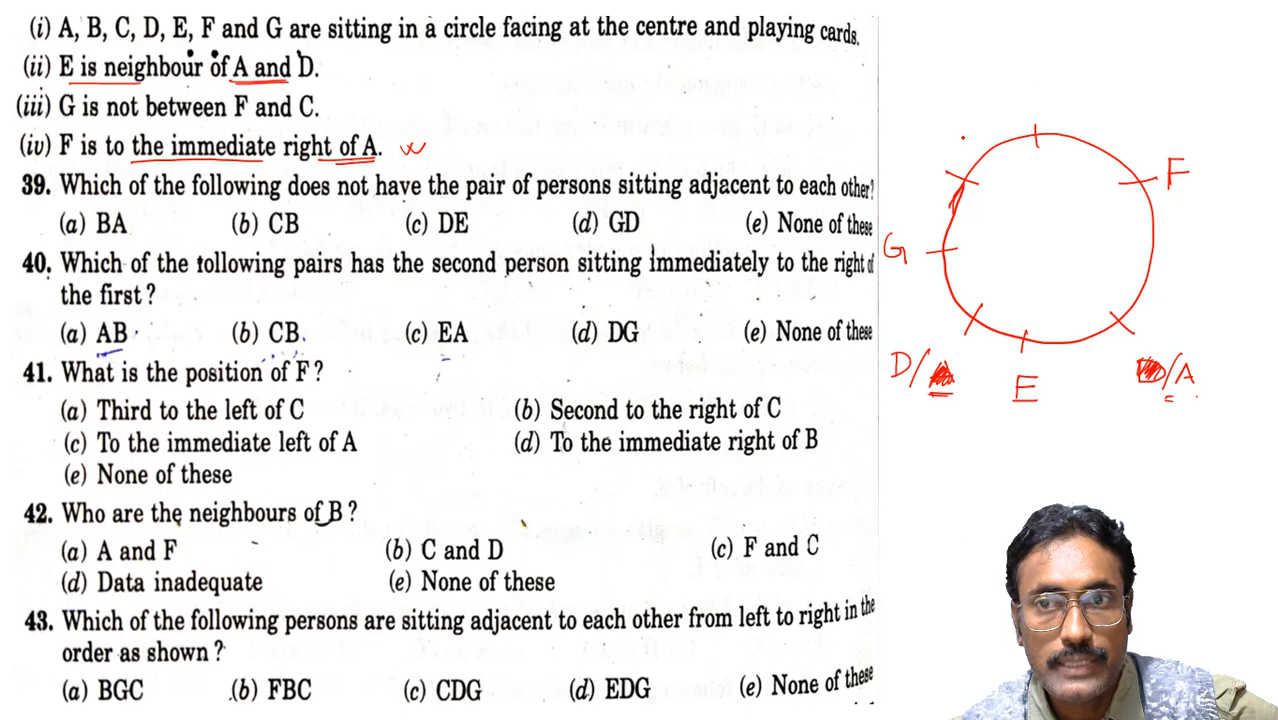 (i) A, B, C, D, E, F and G are sitting in a circle facing at the centre and playing cards.
(ii) E is neighbour of A and D.
(iii) G is not between F and C.
(iv) F is to the immediate right of A.
39. Which of the following does not have the pair of persons sitting adjacent to each other?
(a) BA (b) CB (c) DE (d) GD (e) None of these
40. Which of the following pairs has the second person sitting immediately to the right of
the first?
(a) AB (b) CB (c) EA (d) DG (e) None of these
41. What is the position of F?
(a) Third to the left of C (b) Second to the right of C
(c) To the immediate left of A (d) To the immediate right of B
(e) None of these
42. Who are the neighbours of B?
(a) A and F (b) C and D (c) F and C
(d) Data inadequate (e) None of these
43. Which of the following persons are sitting adjacent to each other from left to right in the
order as shown?
(a) BGC (b) FBC (c) CDG (d) EDG (e) None of these
F
G
D/
E
/A